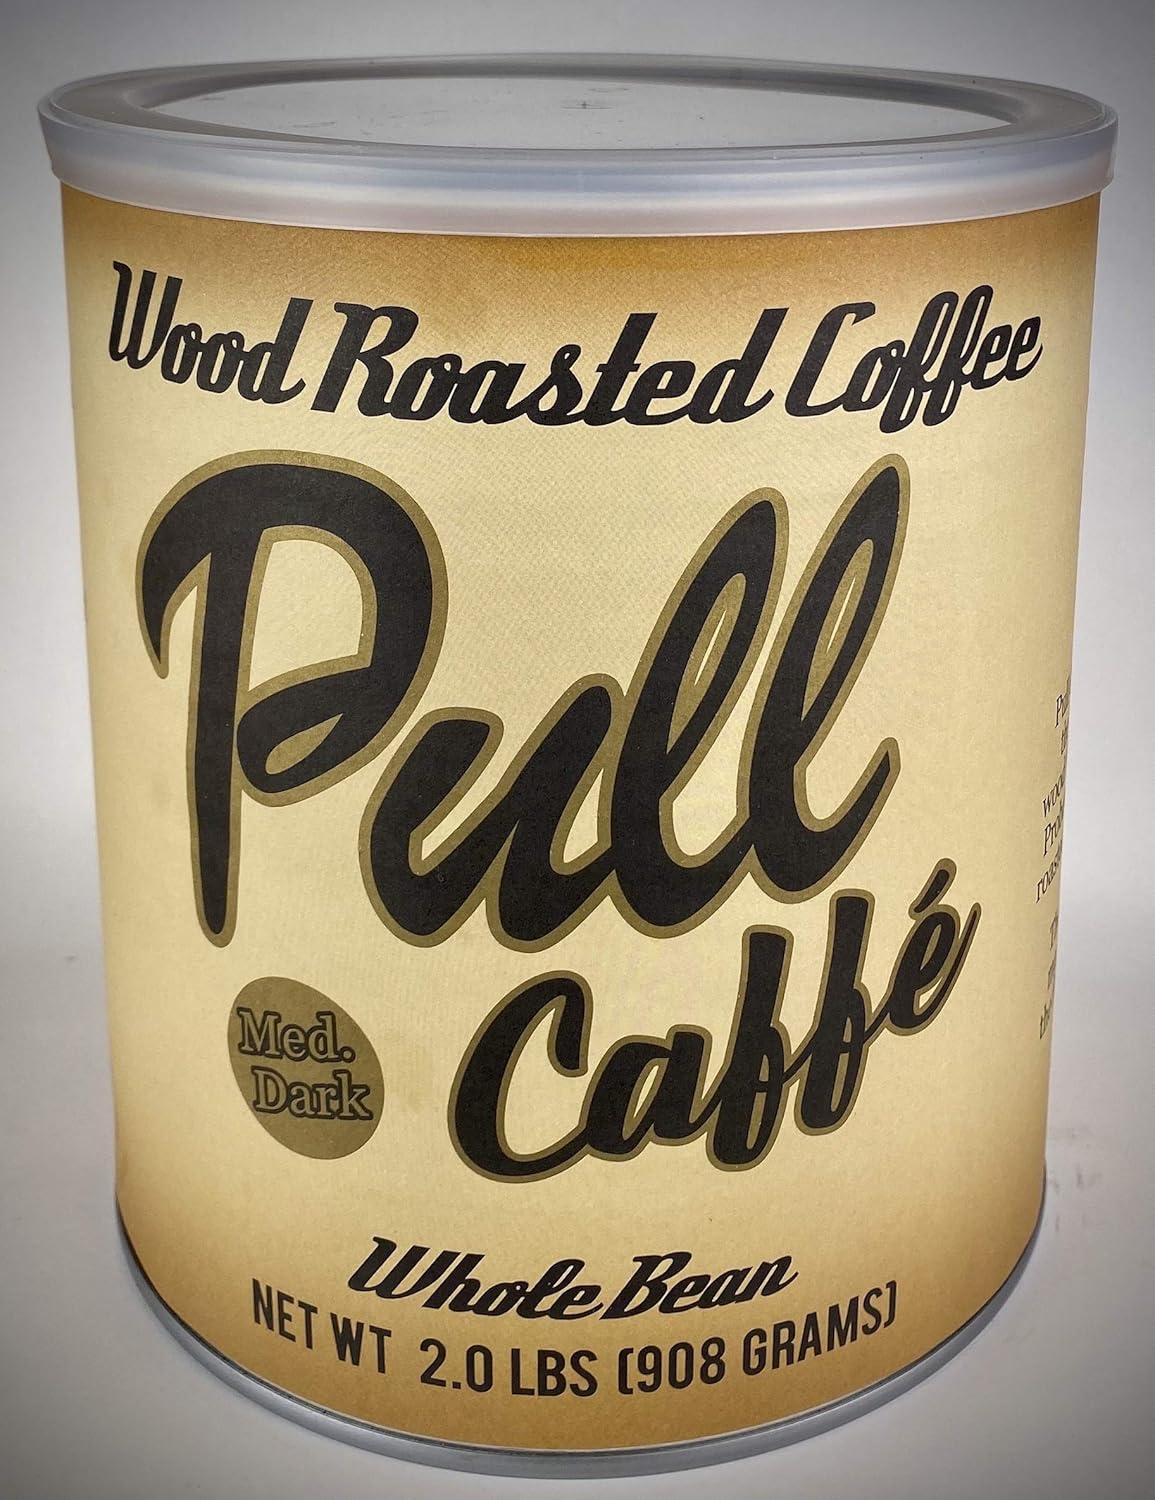 Wood Roasted Coffee
Pull
Caffé
Med.
Dark
Whole Bean
NET WT 2.0 LBS (908 GRAMS)